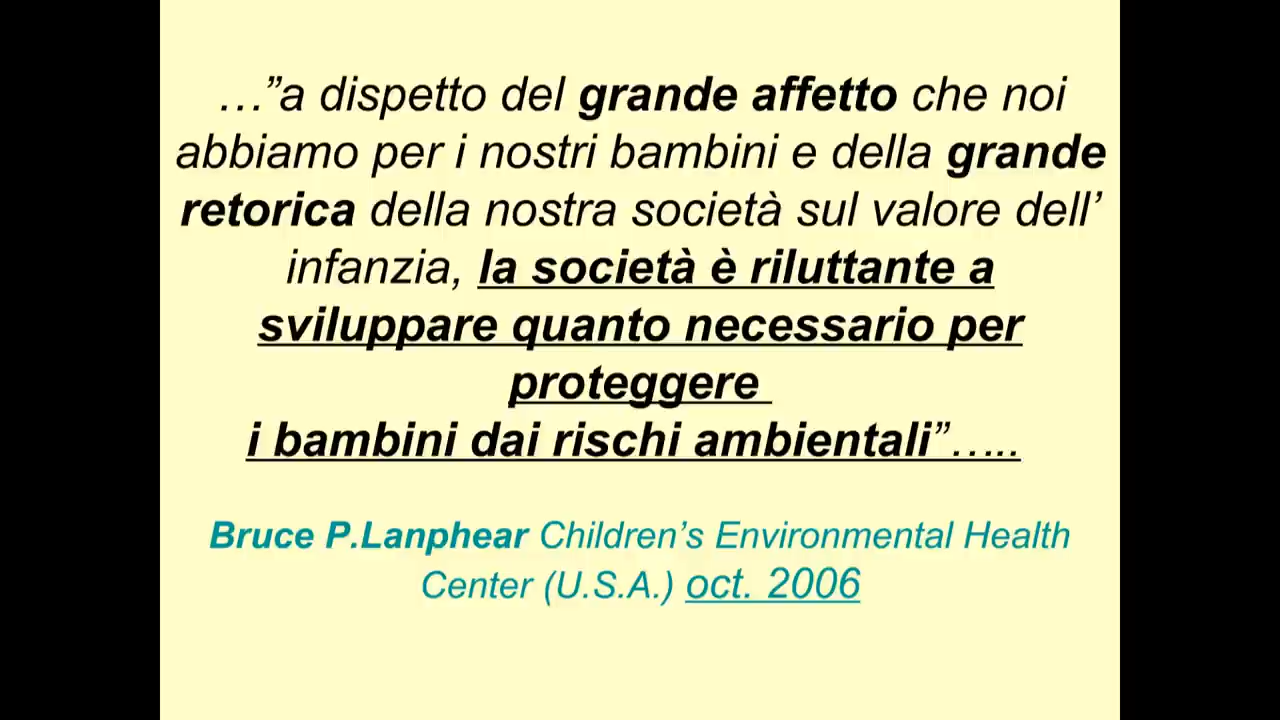 …”a dispetto del grande affetto che noi
abbiamo per i nostri bambini e della grande
retorica della nostra società sul valore dell’
infanzia, la società è riluttante a
sviluppare quanto necessario per
proteggere
i bambini dai rischi ambientali”…..
Bruce P.Lanphear Children’s Environmental Health
Center (U.S.A.) oct. 2006